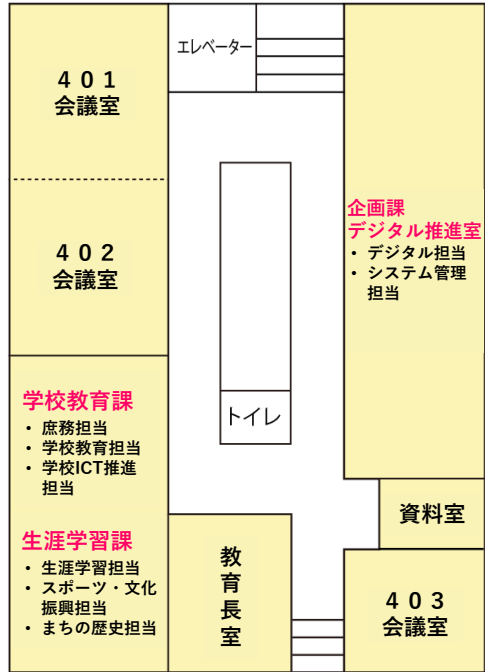 401
会議室
エレベーター
402
会議室
企画課
デジタル推進室
・ デジタル担当
・ システム管理
担当
トイレ
学校教育課
・ 庶務担当
・ 学校教育担当
・ 学校ICT推進
担当
生涯学習課
・ 生涯学習担当
・ スポーツ・文化
振興担当
・ まちの歴史担当
教育長室
資料室
403
会議室